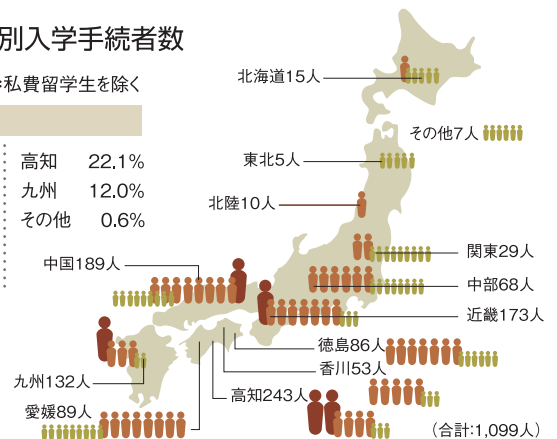 別入学手続者数
私費留学生を除く
高知 22.1%
九州 12.0%
その他 0.6%
北海道15人
その他7人
東北5人
北陸10人
関東29人
中国189人
中部68人
近畿173人
徳島86人
香川53人
九州132人
高知243人
愛媛89人
(合計:1,099人)